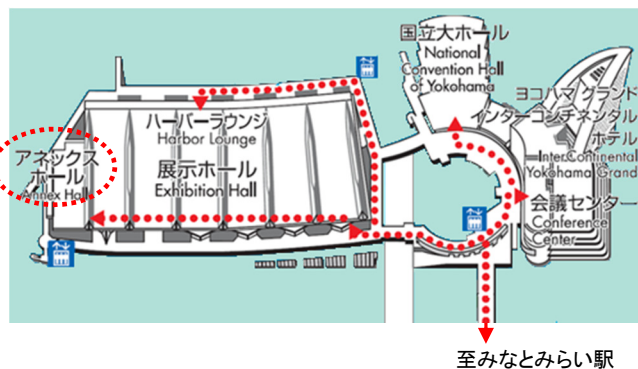 国立大ホール
National
Convention Hall
of Yokohama
ヨコハマ グランド
インターコンチネンタル
ホテル
InterContinental
Yokohama Grand
ハーバーラウンジ
Harbor Lounge
アネックス
ホール
Annex Hall
展示ホール
Exhibition Hall
会議センター
Conference
Center
至みなとみらい駅